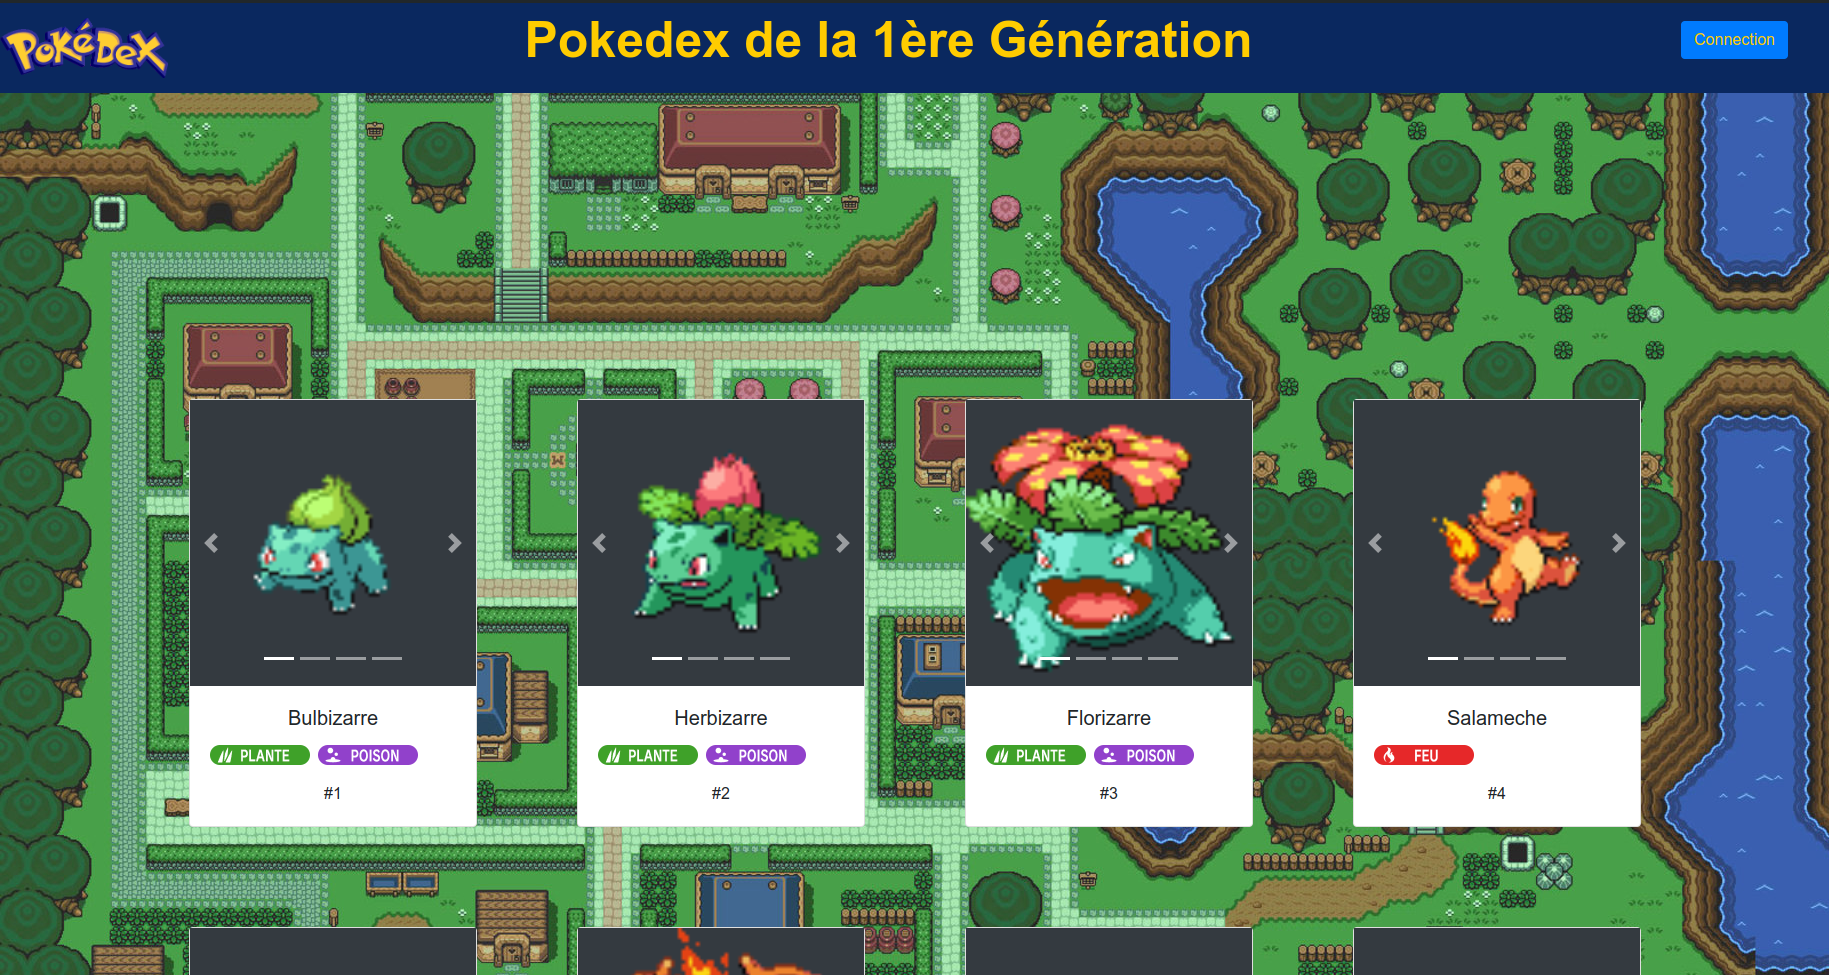 POKéDEX
Pokedex de la 1ère Génération
Connection
Bulbizarre
PLANTE POISON
#1
Herbizarre
PLANTE POISON
#2
Florizarre
PLANTE POISON
#3
Salameche
FEU
#4